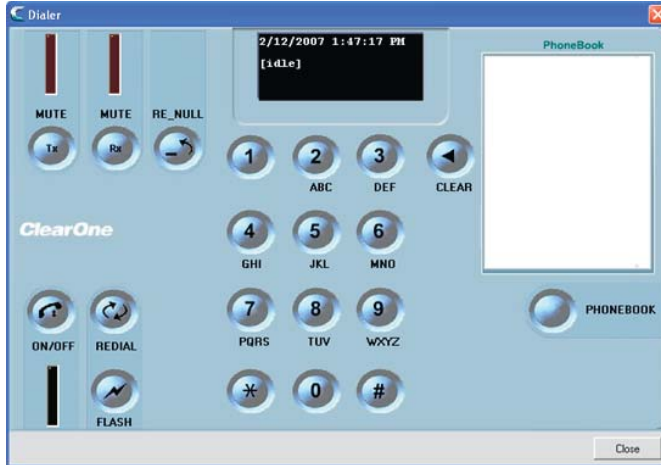 Dialer
2/12/2007 1:47:17 PM
[idle]
PhoneBook
MUTE
MUTE
RE_NULL
Tx
Rx
1
2
3
ABC
DEF
CLEAR
ClearOne
4
5
6
GHI
JKL
MNO
7
8
9
PQRS
TUV
WXYZ
PHONEBOOK
ON/OFF
REDIAL
*
0
#
FLASH
Close